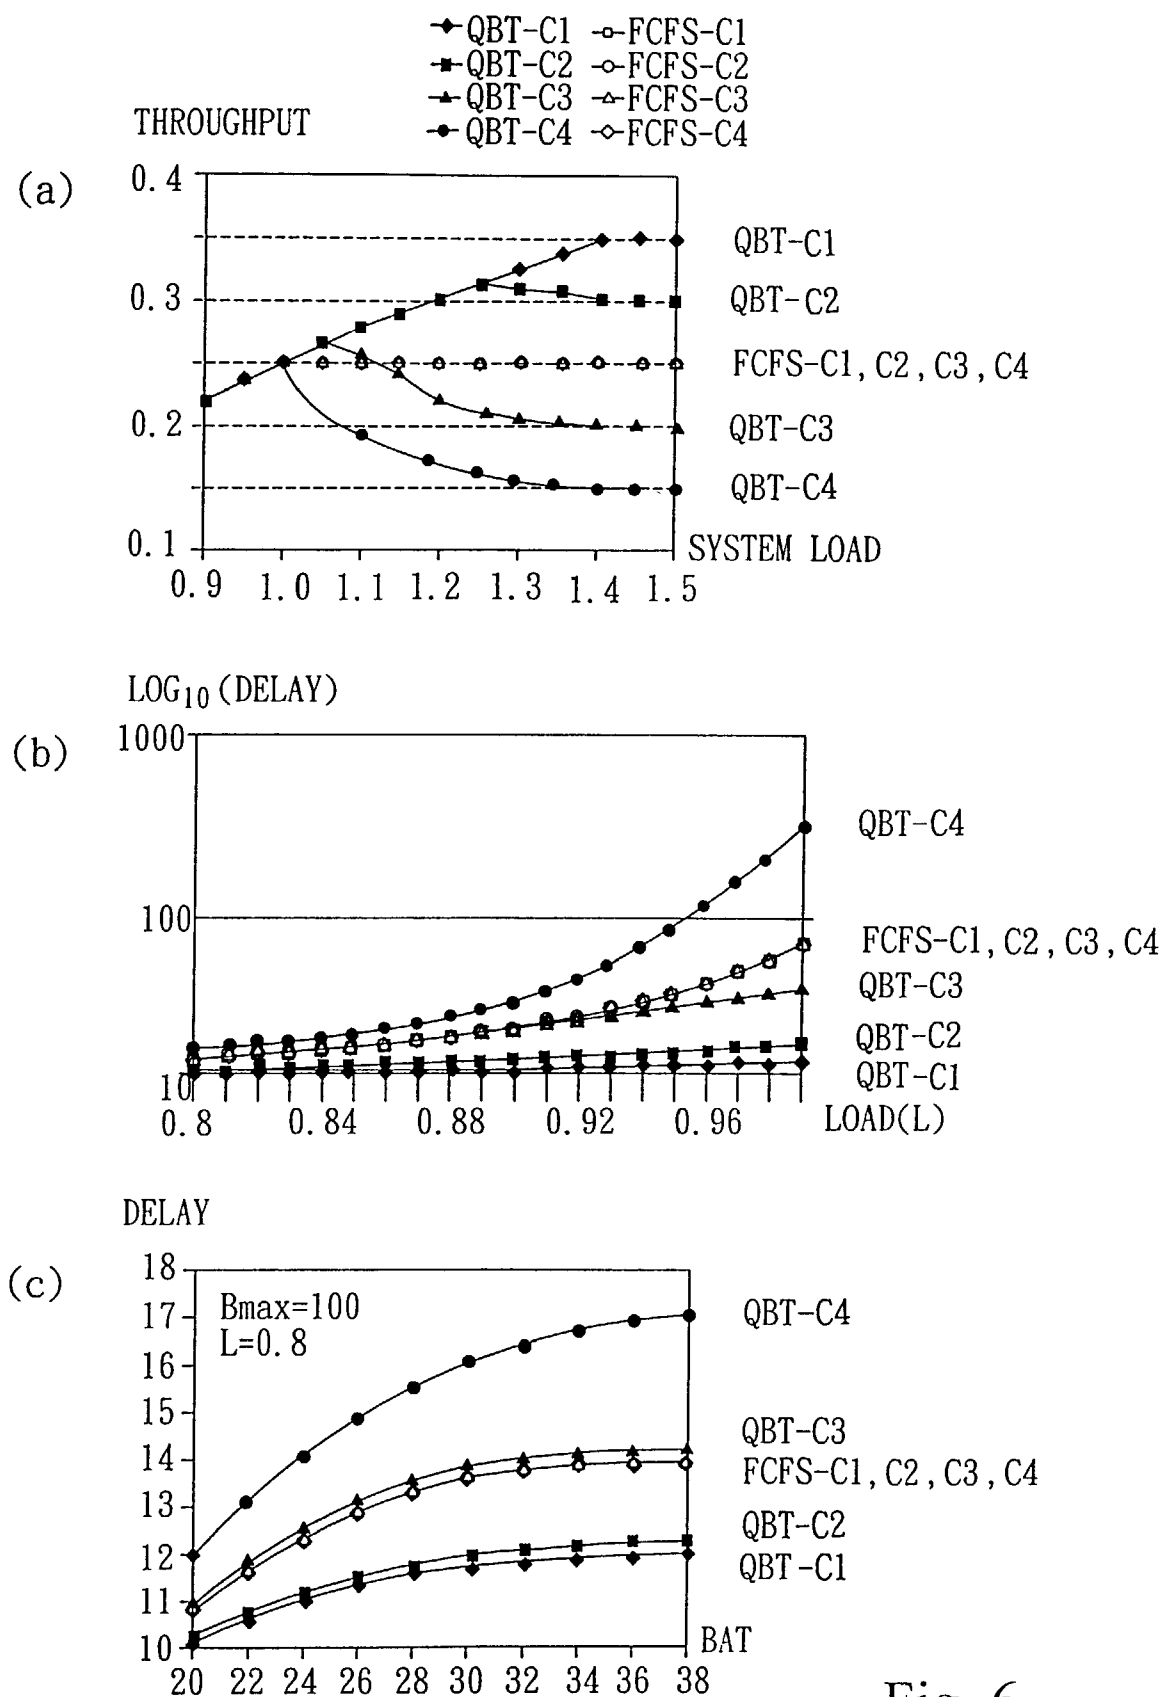 QBT-C1 FCFS-C1
QBT-C2 FCFS-C2
QBT-C3 FCFS-C3
QBT-C4 FCFS-C4
THROUGHPUT
(a)
0.4
QBT-C1
0.3
QBT-C2
FCFS-C1, C2, C3, C4
0.2
QBT-C3
QBT-C4
0.1
SYSTEM LOAD
0.9 1.0 1.1 1.2 1.3 1.4 1.5
LOG10 (DELAY)
(b)
1000
QBT-C4
100
FCFS-C1, C2, C3, C4
QBT-C3
QBT-C2
QBT-C1
10
0.8 0.84 0.88 0.92 0.96 LOAD(L)
DELAY
(c)
18
Bmax=100
17
QBT-C4
L=0.8
16
15
QBT-C3
14
FCFS-C1, C2, C3, C4
13
QBT-C2
12
QBT-C1
11
10
BAT
20 22 24 26 28 30 32 34 36 38